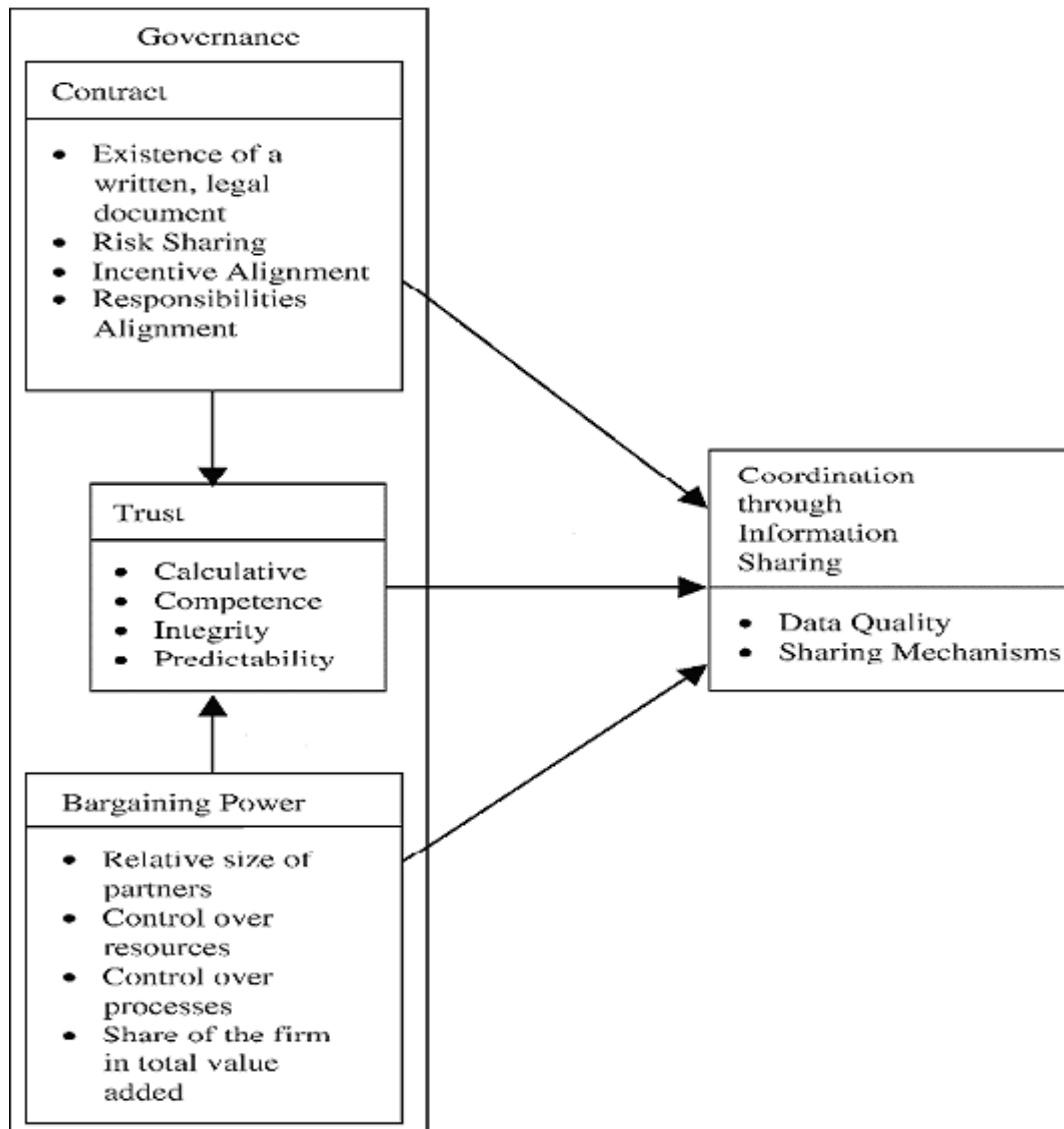 Governance
Contract
• Existence of a
written, legal
document
• Risk Sharing
• Incentive Alignment
• Responsibilities
Alignment
Trust
• Calculative
• Competence
• Integrity
• Predictability
Bargaining Power
• Relative size of
partners
• Control over
resources
• Control over
processes
• Share of the firm
in total value
added
Coordination
through
Information
Sharing
• Data Quality
• Sharing Mechanisms